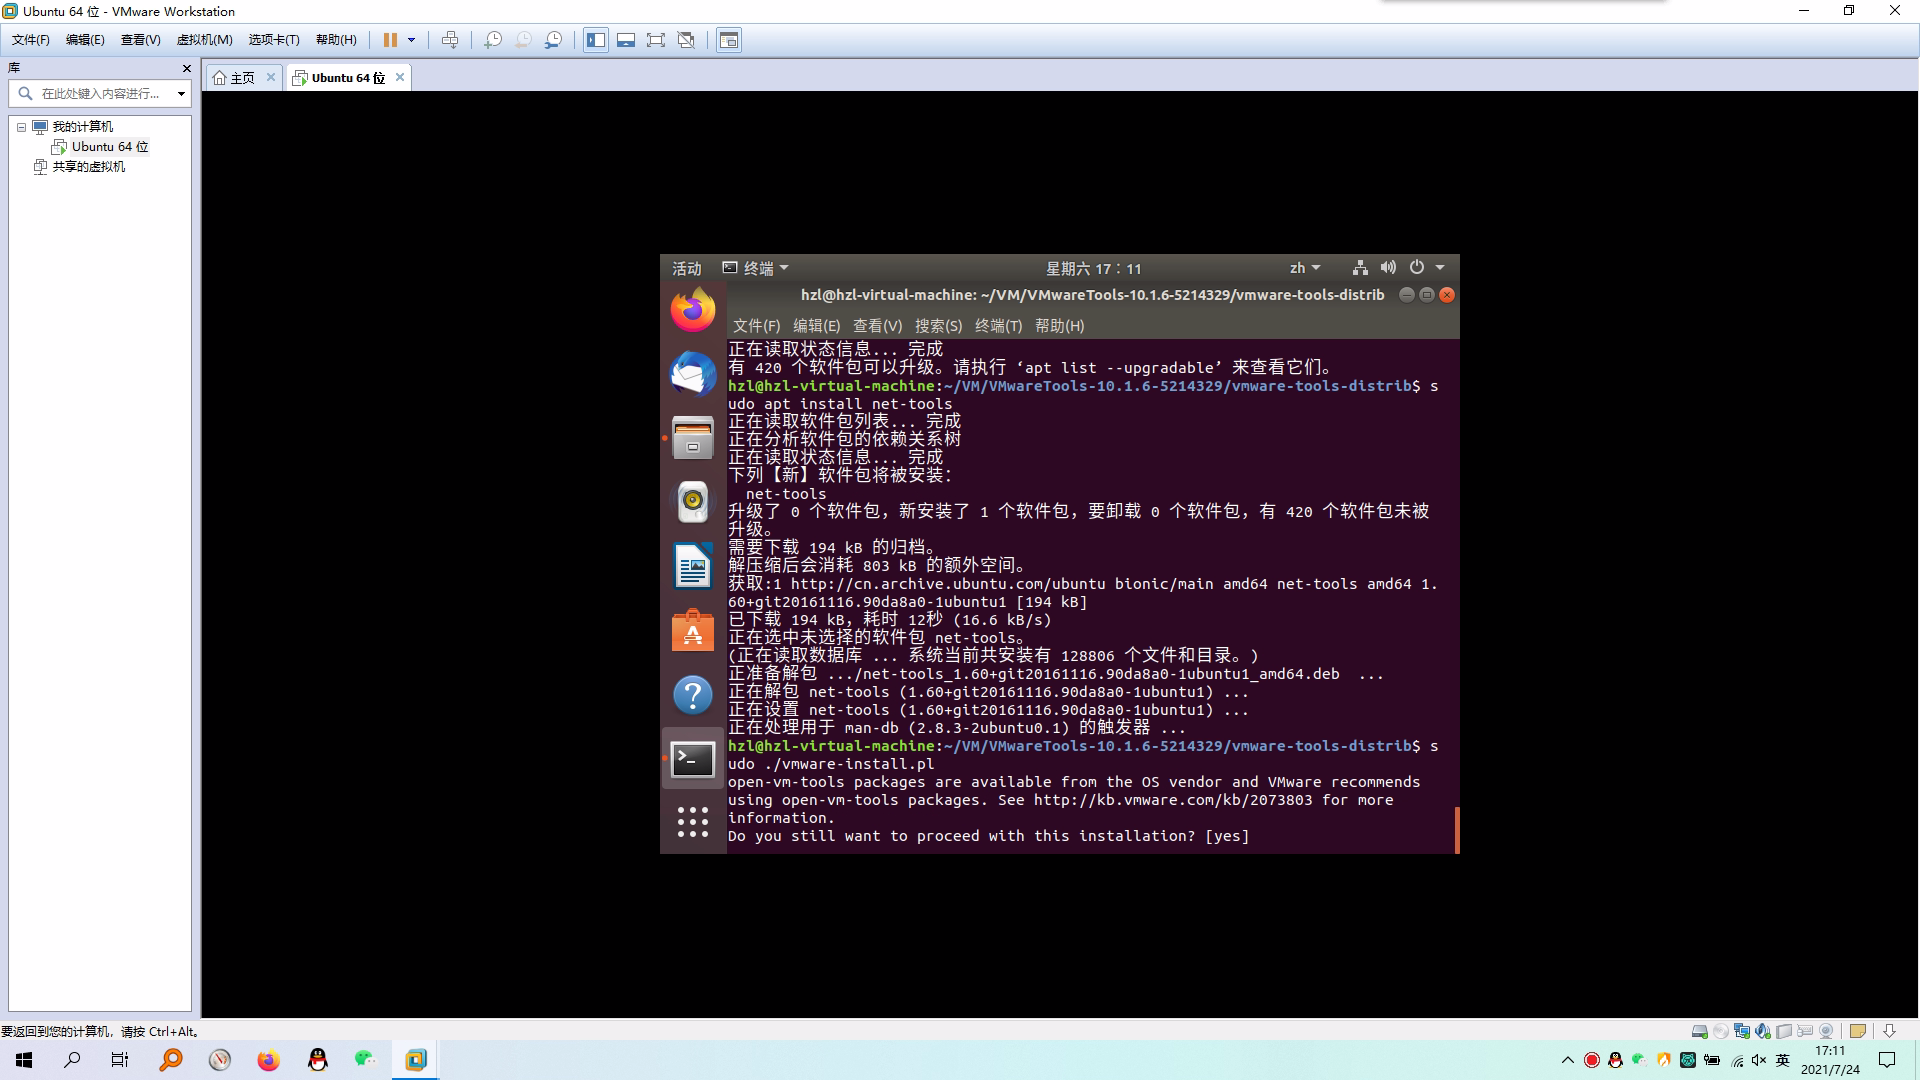 Ubuntu 64 位 - VMware Workstation
文件(F) 编辑(E) 查看(V) 虚拟机(M) 选项卡(T) 帮助(H)
库
主页
Ubuntu 64 位
在此处键入内容进行...
我的计算机
Ubuntu 64 位
共享的虚拟机
活动 终端 星期六 17：11 zh
hzl@hzl-virtual-machine: ~/VM/VMwareTools-10.1.6-5214329/vmware-tools-distrib
文件(F) 编辑(E) 查看(V) 搜索(S) 终端(T) 帮助(H)
正在读取状态信息... 完成
有 420 个软件包可以升级。请执行 ‘apt list --upgradable’ 来查看它们。
hzl@hzl-virtual-machine:~/VM/VMwareTools-10.1.6-5214329/vmware-tools-distrib$ s
udo apt install net-tools
正在读取软件包列表... 完成
正在分析软件包的依赖关系树
正在读取状态信息... 完成
下列【新】软件包将被安装：
net-tools
升级了 0 个软件包，新安装了 1 个软件包，要卸载 0 个软件包，有 420 个软件包未被
升级。
需要下载 194 kB 的归档。
解压缩后会消耗 803 kB 的额外空间。
获取:1 http://cn.archive.ubuntu.com/ubuntu bionic/main amd64 net-tools amd64 1.
60+git20161116.90da8a0-1ubuntu1 [194 kB]
已下载 194 kB，耗时 12秒 (16.6 kB/s)
正在选中未选择的软件包 net-tools。
(正在读取数据库 ... 系统当前共安装有 128806 个文件和目录。)
正准备解包 .../net-tools_1.60+git20161116.90da8a0-1ubuntu1_amd64.deb ...
正在解包 net-tools (1.60+git20161116.90da8a0-1ubuntu1) ...
正在设置 net-tools (1.60+git20161116.90da8a0-1ubuntu1) ...
正在处理用于 man-db (2.8.3-2ubuntu0.1) 的触发器 ...
hzl@hzl-virtual-machine:~/VM/VMwareTools-10.1.6-5214329/vmware-tools-distrib$ s
udo ./vmware-install.pl
open-vm-tools packages are available from the OS vendor and VMware recommends
using open-vm-tools packages. See http://kb.vmware.com/kb/2073803 for more
information.
Do you still want to proceed with this installation? [yes]
要返回到您的计算机，请按 Ctrl+Alt。
英
17:11
2021/7/24